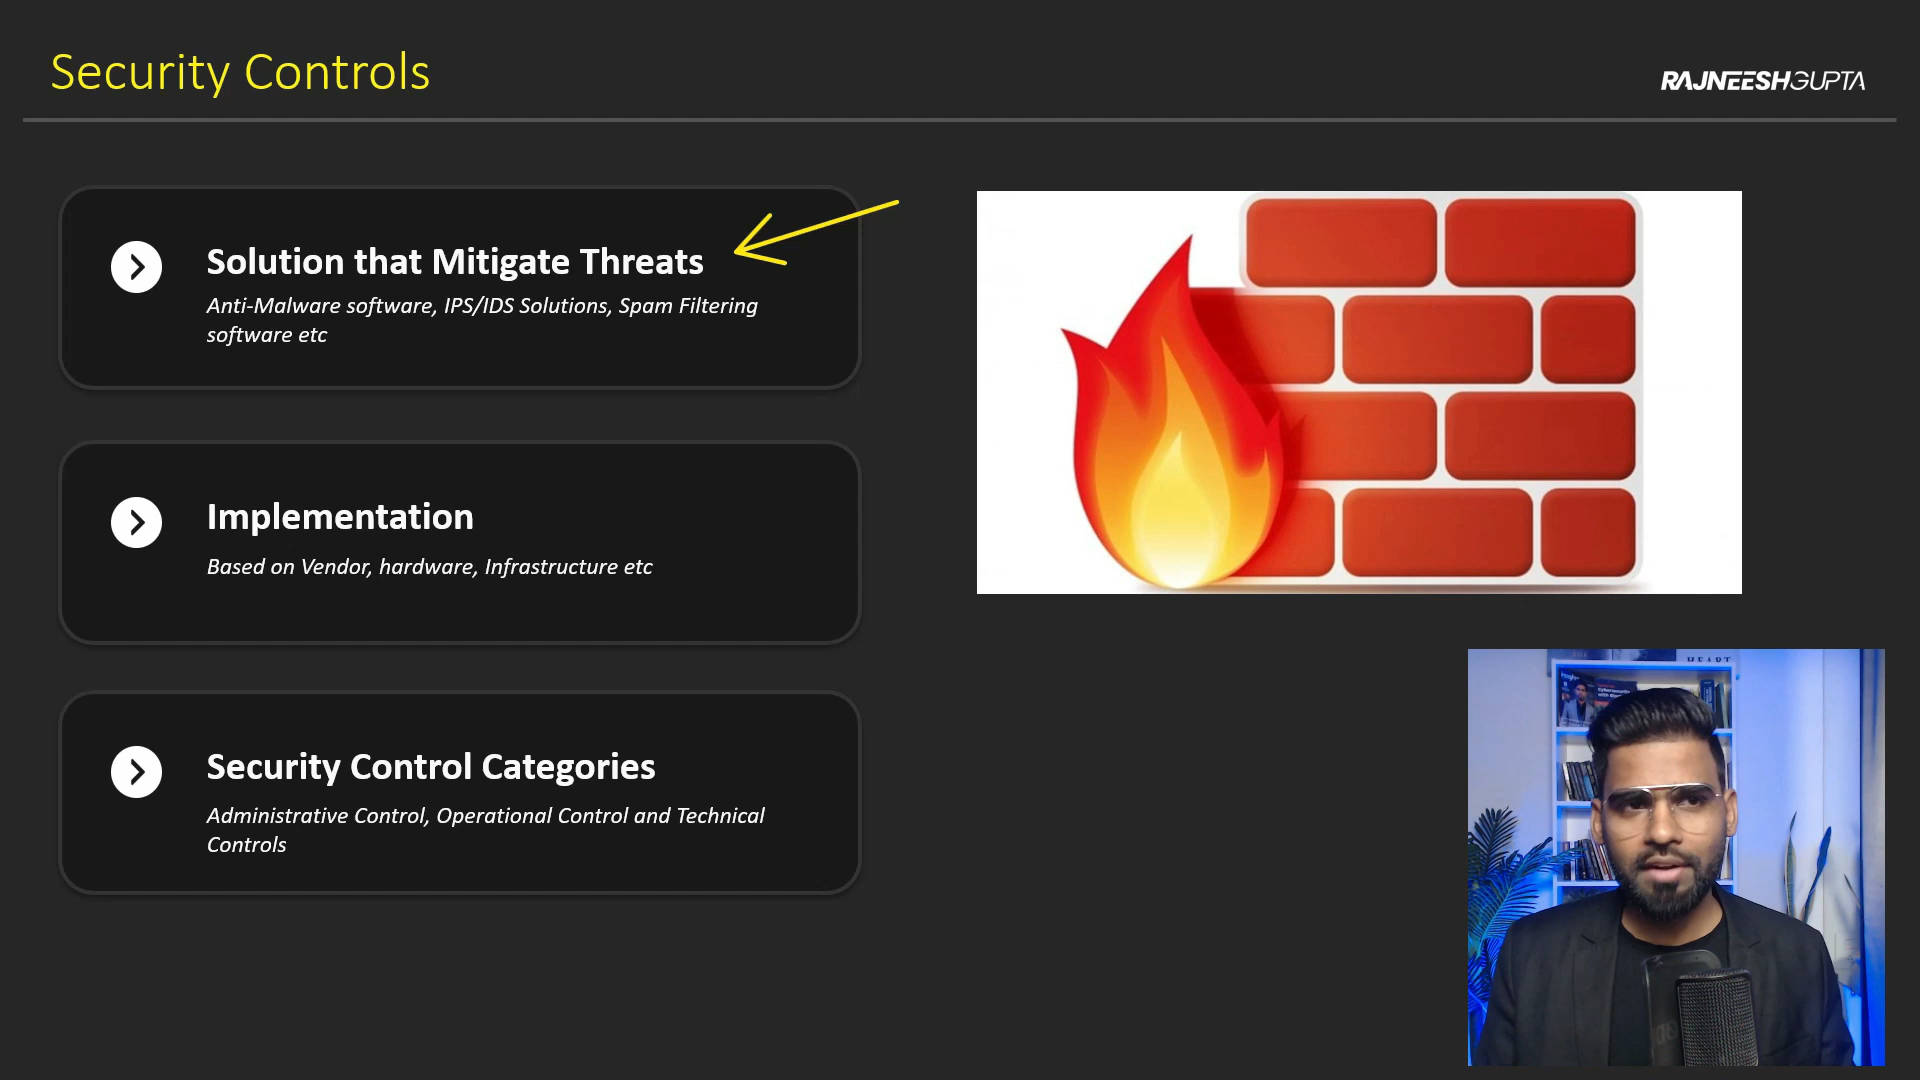 Security Controls
RAJNEESHGUPTA
Solution that Mitigate Threats
Anti-Malware software, IPS/IDS Solutions, Spam Filtering
software etc
Implementation
Based on Vendor, hardware, Infrastructure etc
Security Control Categories
Administrative Control, Operational Control and Technical
Controls
HEART